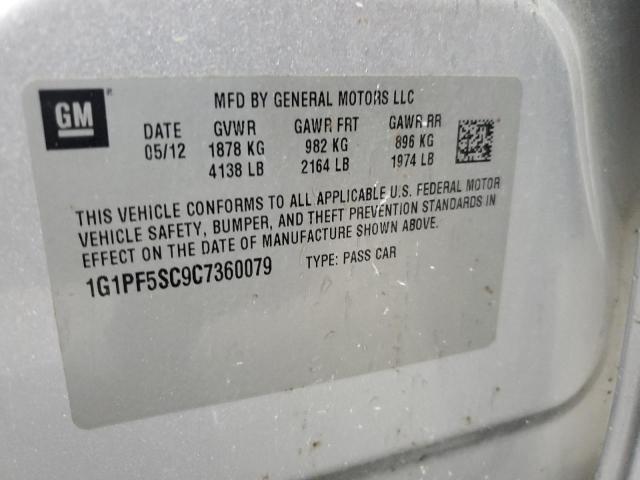 GM
MFD BY GENERAL MOTORS LLC
DATE GVWR GAWR FRT GAWR RR
05/12 1878 KG 982 KG 896 KG
4138 LB 2164 LB 1974 LB
THIS VEHICLE CONFORMS TO ALL APPLICABLE U.S. FEDERAL MOTOR
VEHICLE SAFETY, BUMPER, AND THEFT PREVENTION STANDARDS IN
EFFECT ON THE DATE OF MANUFACTURE SHOWN ABOVE.
1G1PF5SC9C7360079 TYPE: PASS CAR